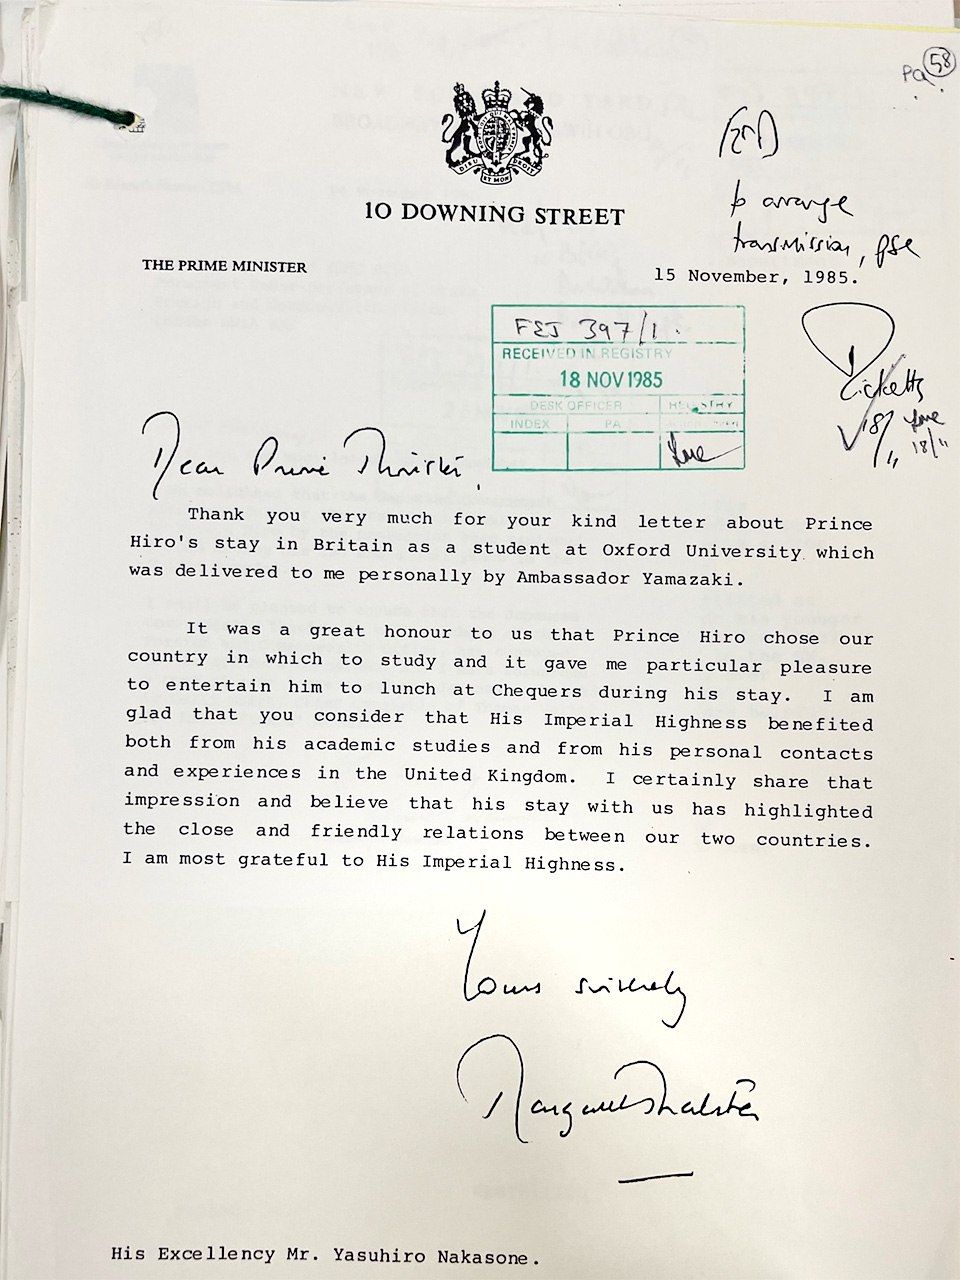 PA 58
DIEU ET MON DROIT
10 DOWNING STREET
to arrange
transmission, pse
THE PRIME MINISTER
15 November, 1985.
FEJ 397/1.
RECEIVED IN REGISTRY
18 NOV 1985
DESK OFFICER REGISTRY
INDEX PA
Ricketts
18/11
18/11
Dear Prime Minister,
Thank you very much for your kind letter about Prince
Hiro's stay in Britain as a student at Oxford University which
was delivered to me personally by Ambassador Yamazaki.
It was a great honour to us that Prince Hiro chose our
country in which to study and it gave me particular pleasure
to entertain him to lunch at Chequers during his stay. I am
glad that you consider that His Imperial Highness benefited
both from his academic studies and from his personal contacts
and experiences in the United Kingdom. I certainly share that
impression and believe that his stay with us has highlighted
the close and friendly relations between our two countries.
I am most grateful to His Imperial Highness.
Yours sincerely
Margaret Thatcher
His Excellency Mr. Yasuhiro Nakasone.